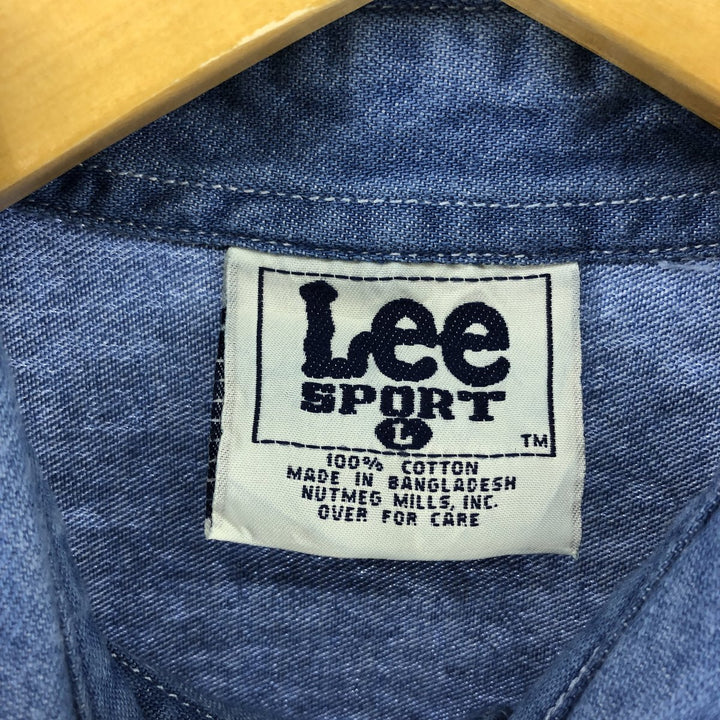 Lee
SPORT
L
TM
100% COTTON
MADE IN BANGLADESH
NUTMEG MILLS, INC.
OVER FOR CARE